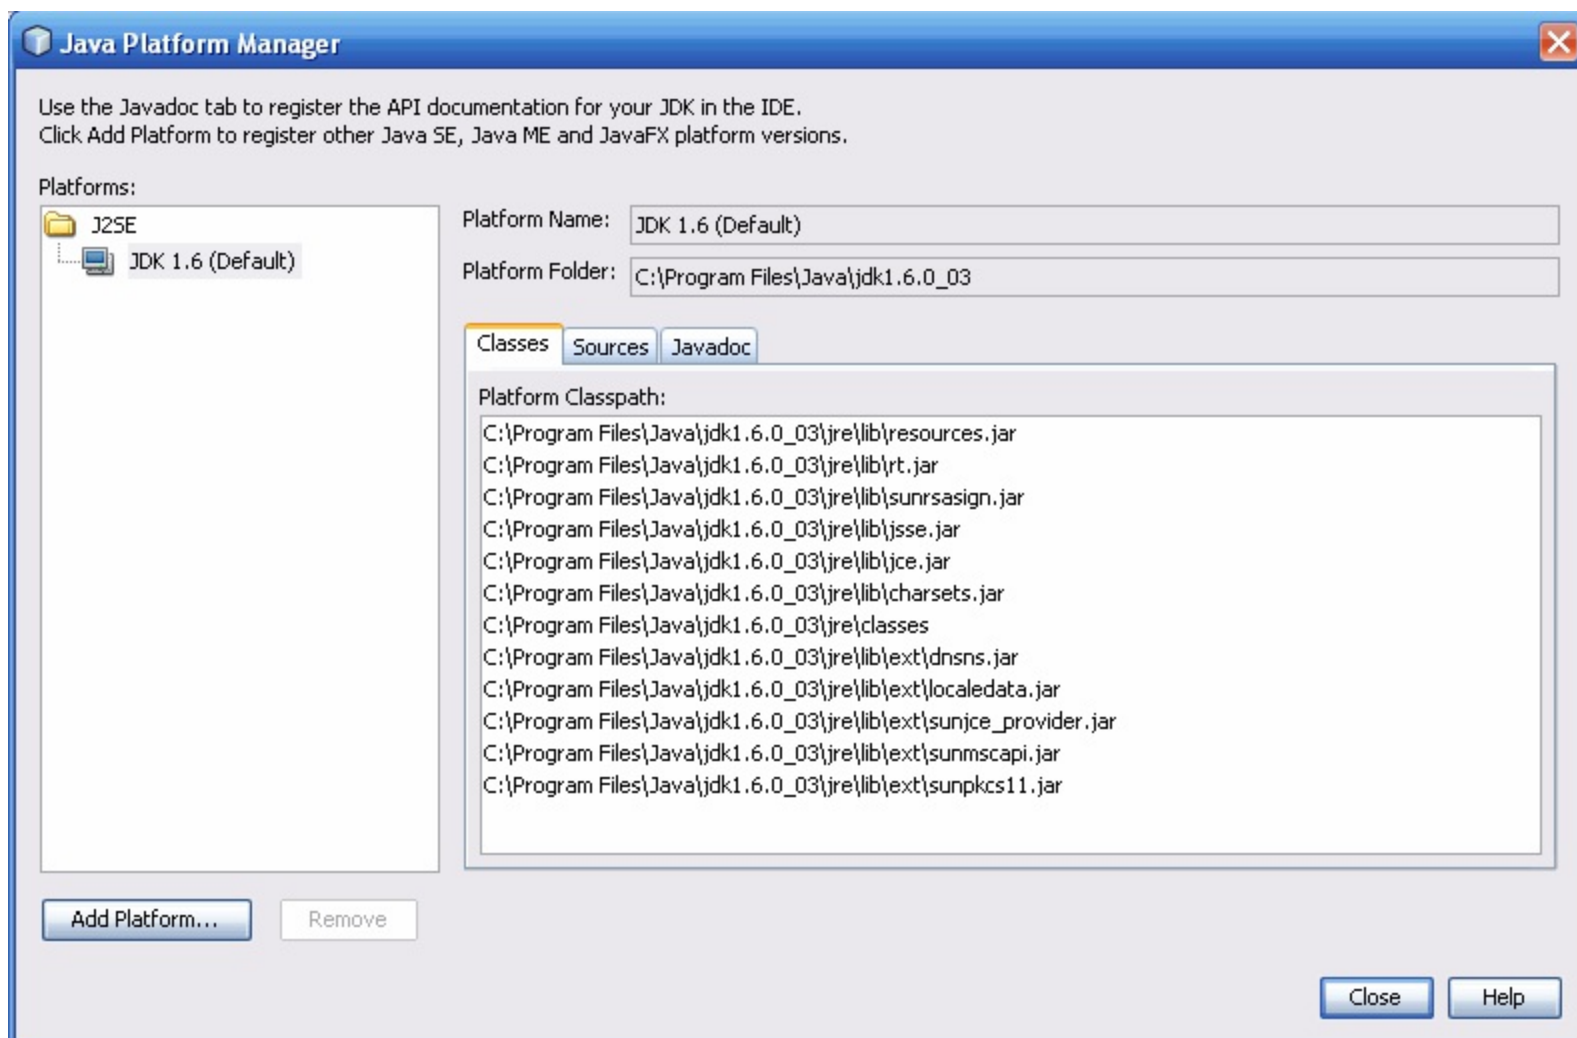 Java Platform Manager
Use the Javadoc tab to register the API documentation for your JDK in the IDE.
Click Add Platform to register other Java SE, Java ME and JavaFX platform versions.
Platforms:
J2SE
JDK 1.6 (Default)
Platform Name: JDK 1.6 (Default)
Platform Folder: C:\Program Files\Java\jdk1.6.0_03
Classes Sources Javadoc
Platform Classpath:
C:\Program Files\Java\jdk1.6.0_03\jre\lib\resources.jar
C:\Program Files\Java\jdk1.6.0_03\jre\lib\rt.jar
C:\Program Files\Java\jdk1.6.0_03\jre\lib\sunrsasign.jar
C:\Program Files\Java\jdk1.6.0_03\jre\lib\jsse.jar
C:\Program Files\Java\jdk1.6.0_03\jre\lib\jce.jar
C:\Program Files\Java\jdk1.6.0_03\jre\lib\charsets.jar
C:\Program Files\Java\jdk1.6.0_03\jre\classes
C:\Program Files\Java\jdk1.6.0_03\jre\lib\ext\dnsns.jar
C:\Program Files\Java\jdk1.6.0_03\jre\lib\ext\localedata.jar
C:\Program Files\Java\jdk1.6.0_03\jre\lib\ext\sunjce_provider.jar
C:\Program Files\Java\jdk1.6.0_03\jre\lib\ext\sunmscapi.jar
C:\Program Files\Java\jdk1.6.0_03\jre\lib\ext\sunpkcs11.jar
Add Platform... Remove
Close Help